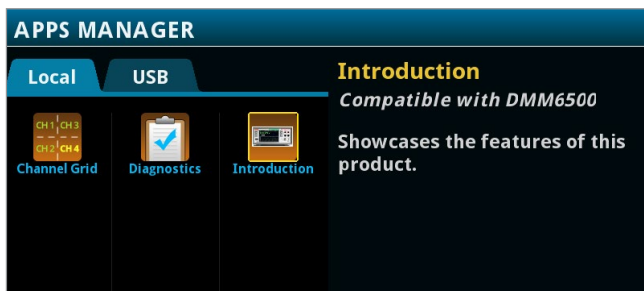 APPS MANAGER
Local
USB
Introduction
Compatible with DMM6500
Showcases the features of this
product.
CH 1 CH 3
CH 2 CH 4
Channel Grid
Diagnostics
Introduction